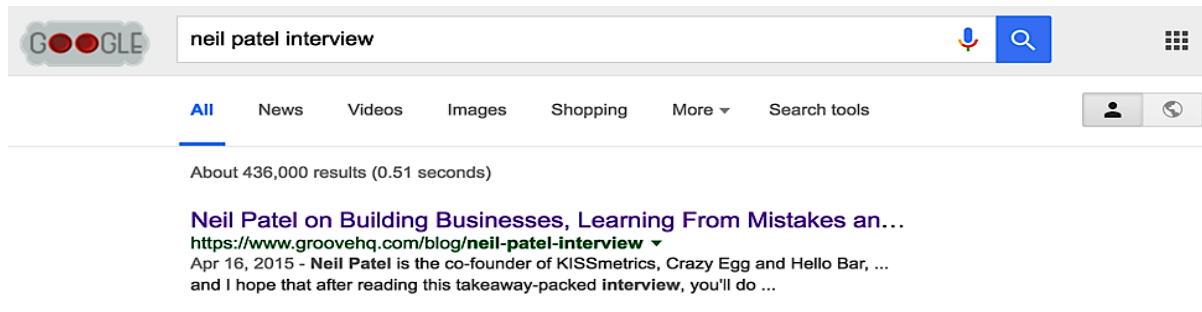 GOOGLE
neil patel interview
All News Videos Images Shopping More Search tools
About 436,000 results (0.51 seconds)
Neil Patel on Building Businesses, Learning From Mistakes an...
https://www.groovehq.com/blog/neil-patel-interview
Apr 16, 2015 - Neil Patel is the co-founder of KISSmetrics, Crazy Egg and Hello Bar, ...
and I hope that after reading this takeaway-packed interview, you'll do ...